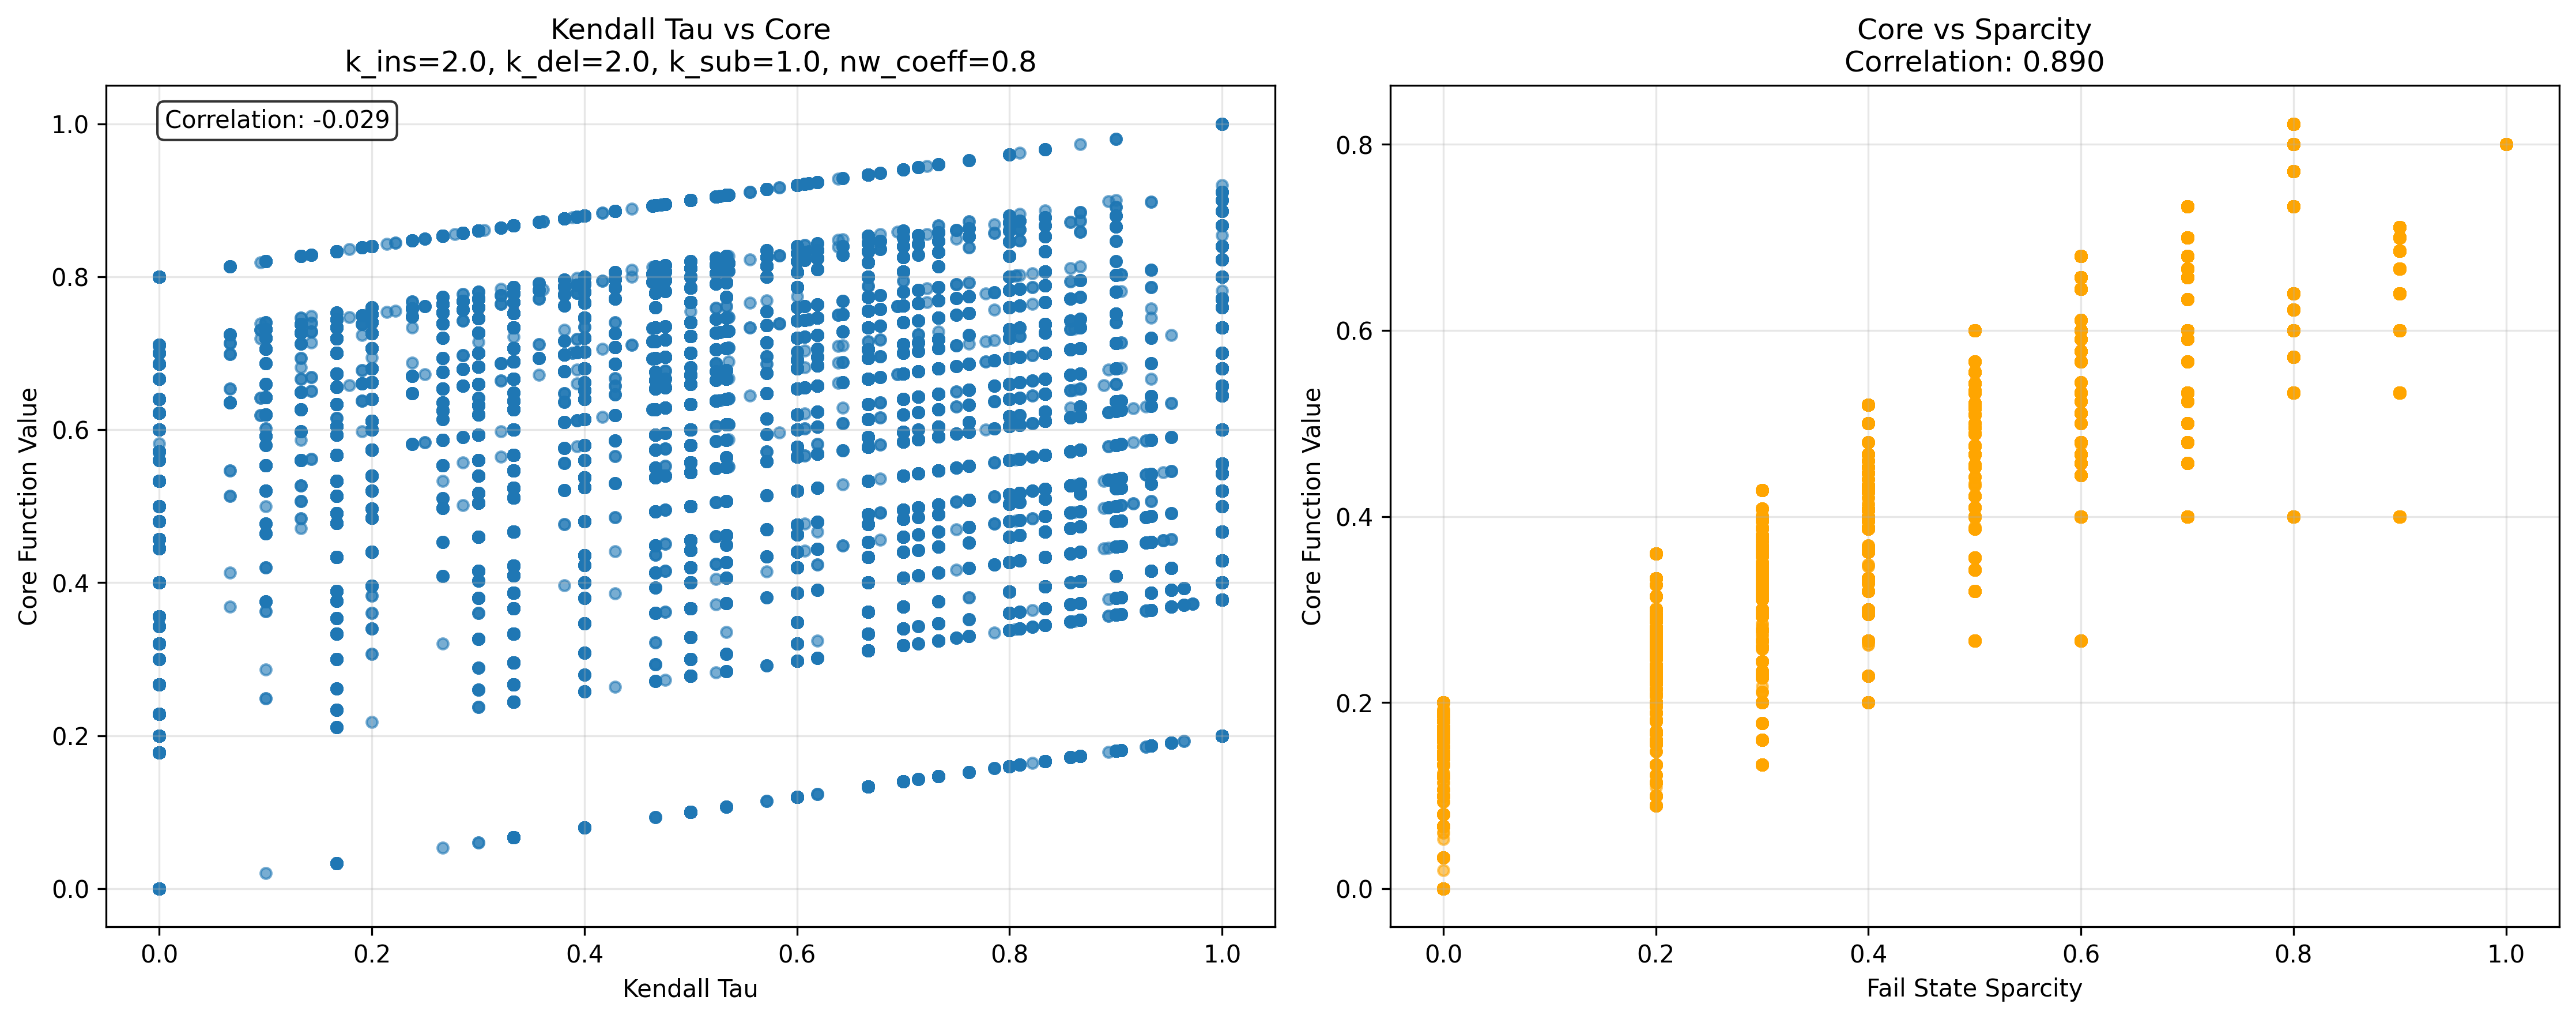 Kendall Tau vs Core
k_ins=2.0, k_del=2.0, k_sub=1.0, nw_coeff=0.8
Correlation: -0.029
1.0
0.8
0.6
0.4
0.2
0.0
Core Function Value
0.0 0.2 0.4 0.6 0.8 1.0
Kendall Tau
Core vs Sparcity
Correlation: 0.890
0.8
0.6
0.4
0.2
0.0
Core Function Value
0.0 0.2 0.4 0.6 0.8 1.0
Fail State Sparcity